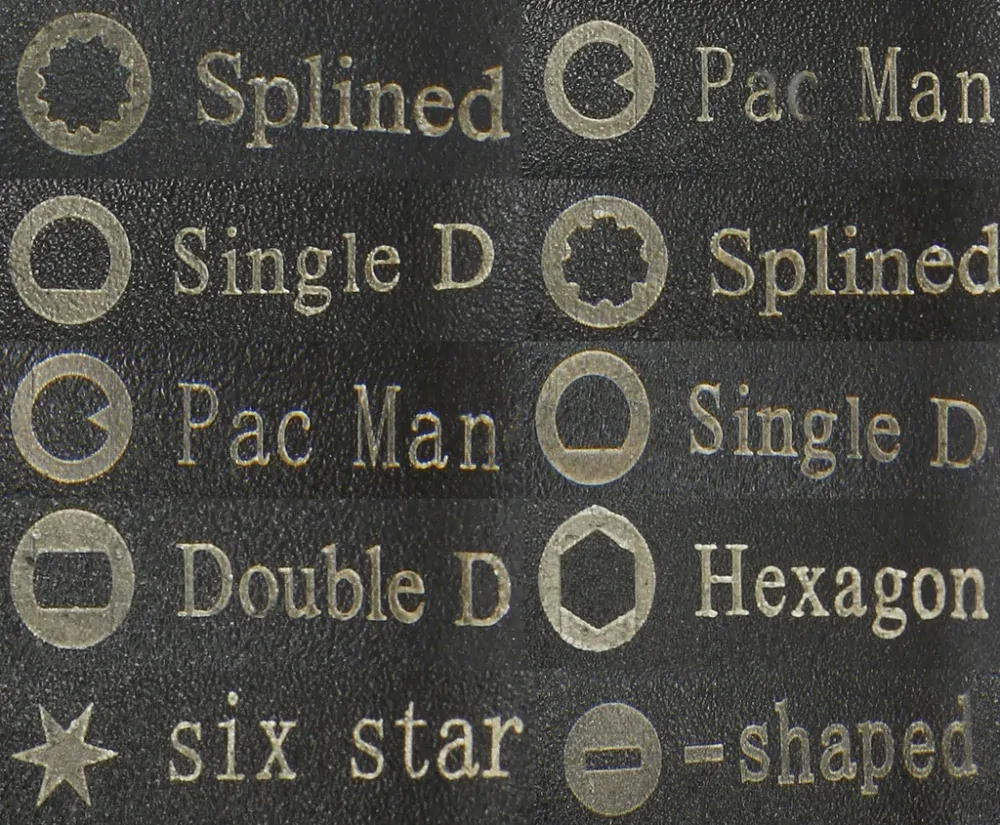 Splined
Pac Man
Single D
Splined
Pac Man
Single D
Double D
Hexagon
six star
-shaped